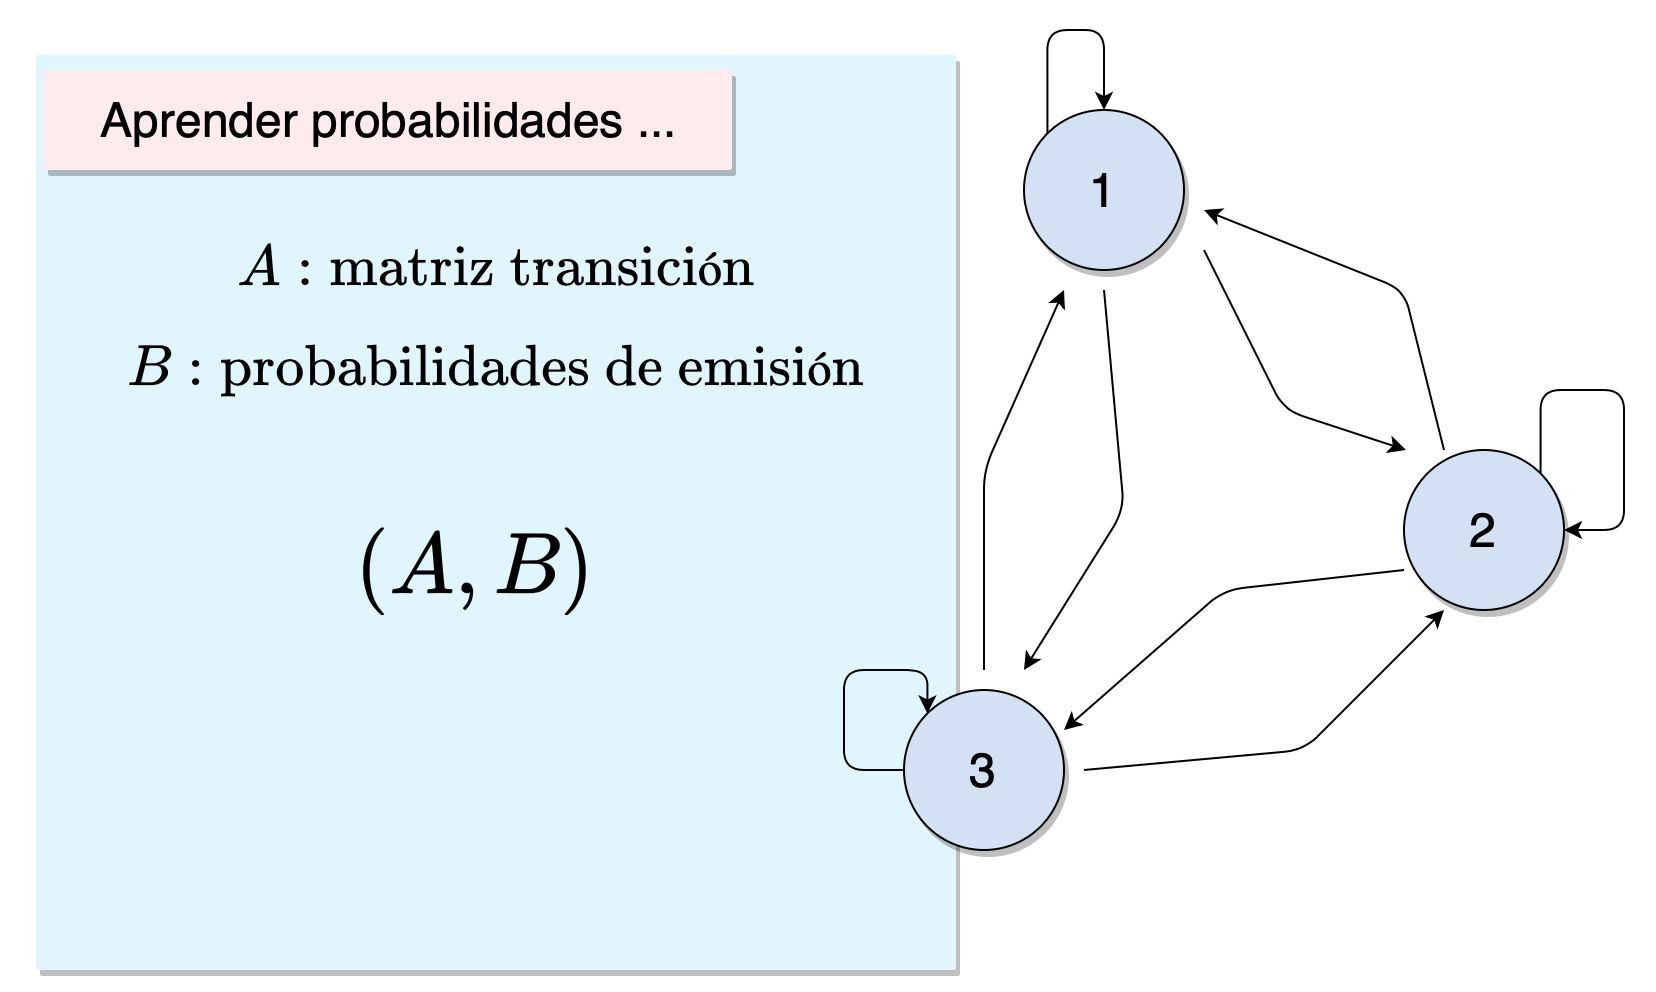 Aprender probabilidades ...
A : matriz transición
B : probabilidades de emisión
(A, B)
1
2
3